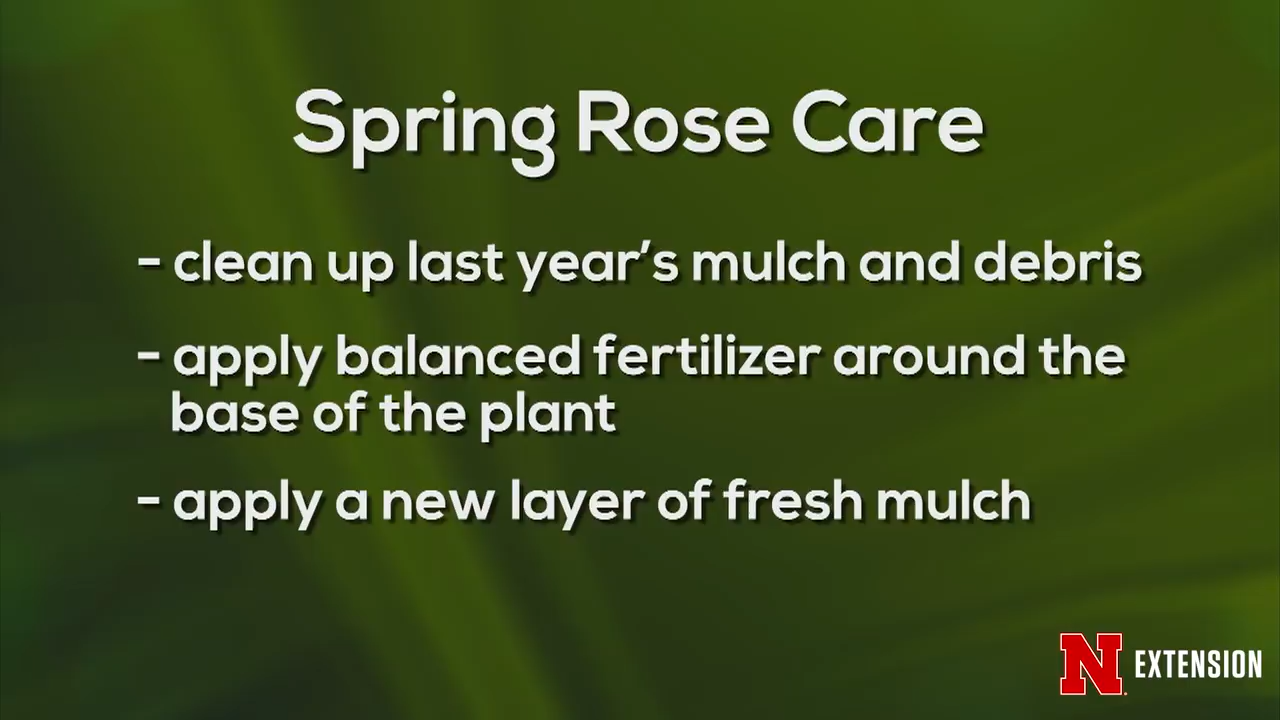 Spring Rose Care
- clean up last year’s mulch and debris
- apply balanced fertilizer around the
base of the plant
- apply a new layer of fresh mulch
N EXTENSION